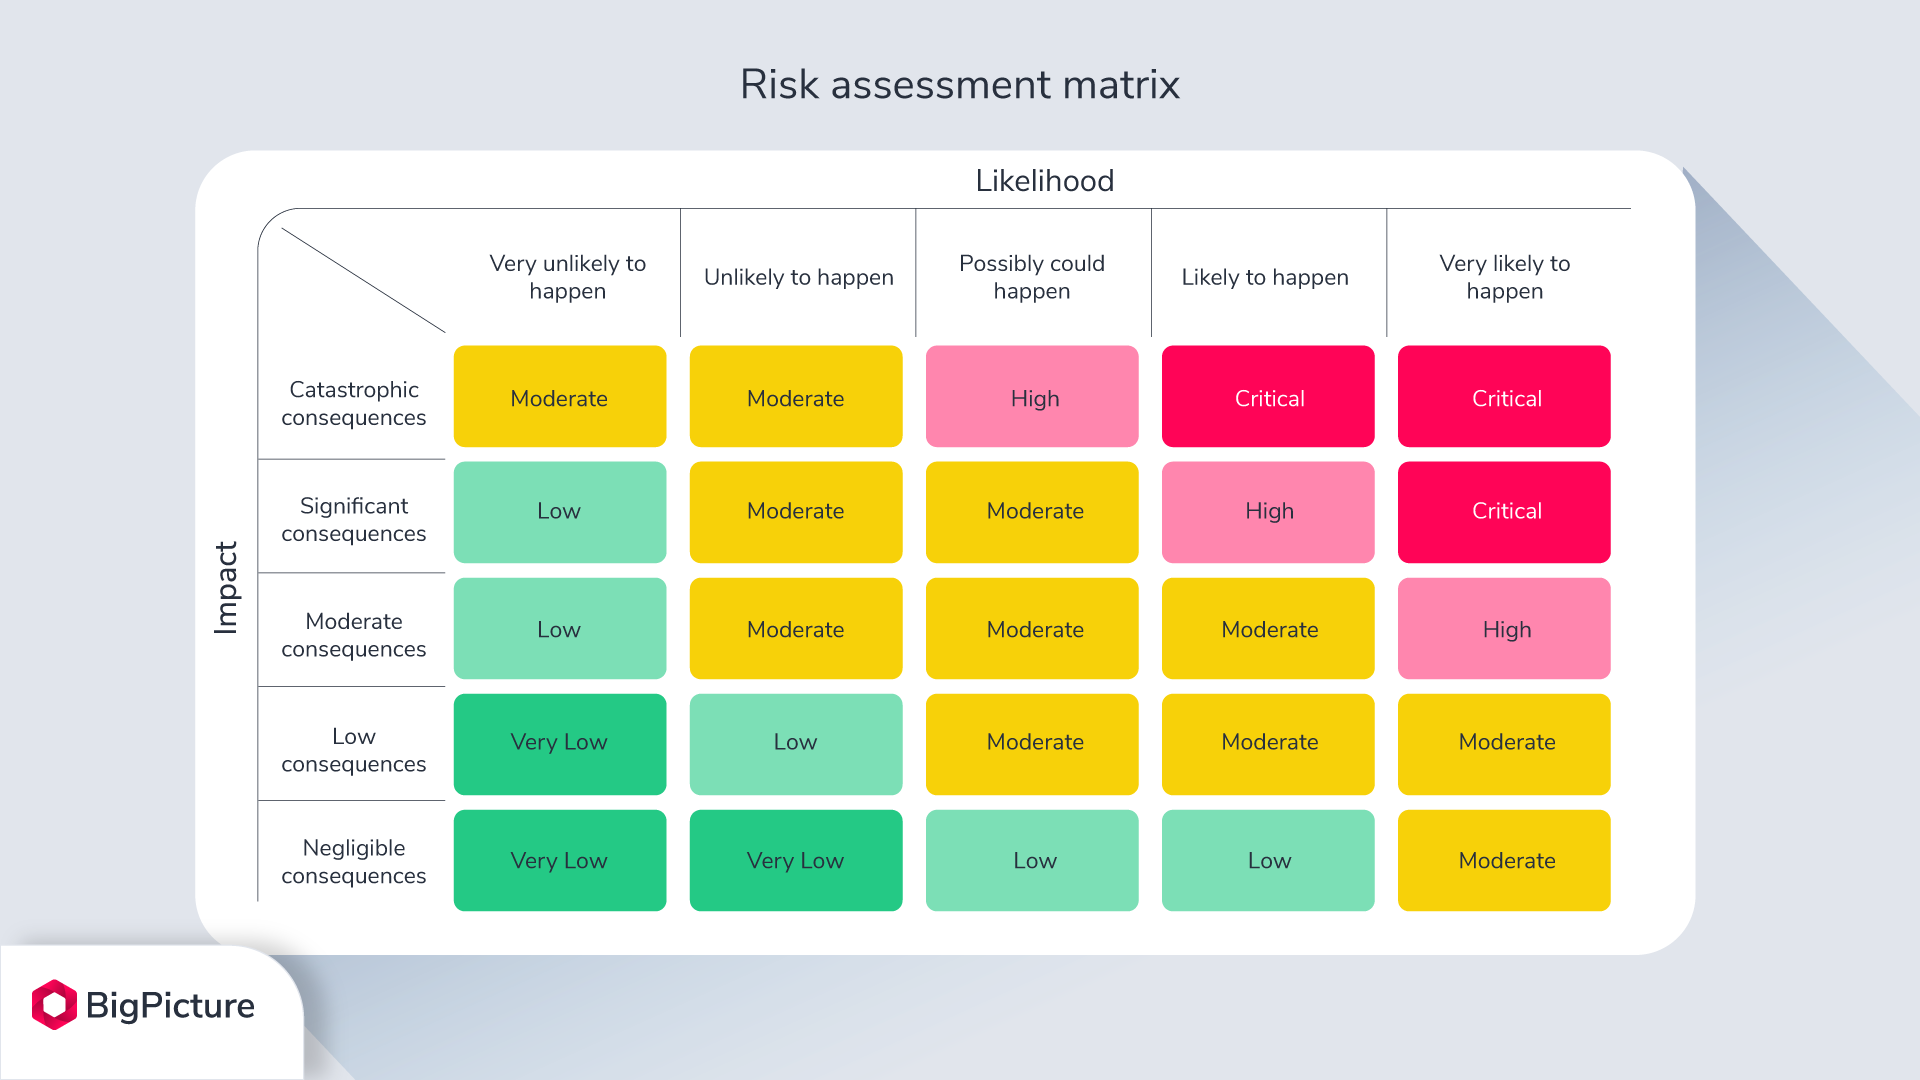 Risk assessment matrix
Likelihood
Very unlikely to
happen
Unlikely to happen
Possibly could
happen
Likely to happen
Very likely to
happen
Impact
Catastrophic
consequences
Moderate
Moderate
High
Critical
Critical
Significant
consequences
Low
Moderate
Moderate
High
Critical
Moderate
consequences
Low
Moderate
Moderate
Moderate
High
Low
consequences
Very Low
Low
Moderate
Moderate
Moderate
Negligible
consequences
Very Low
Very Low
Low
Low
Moderate
BigPicture